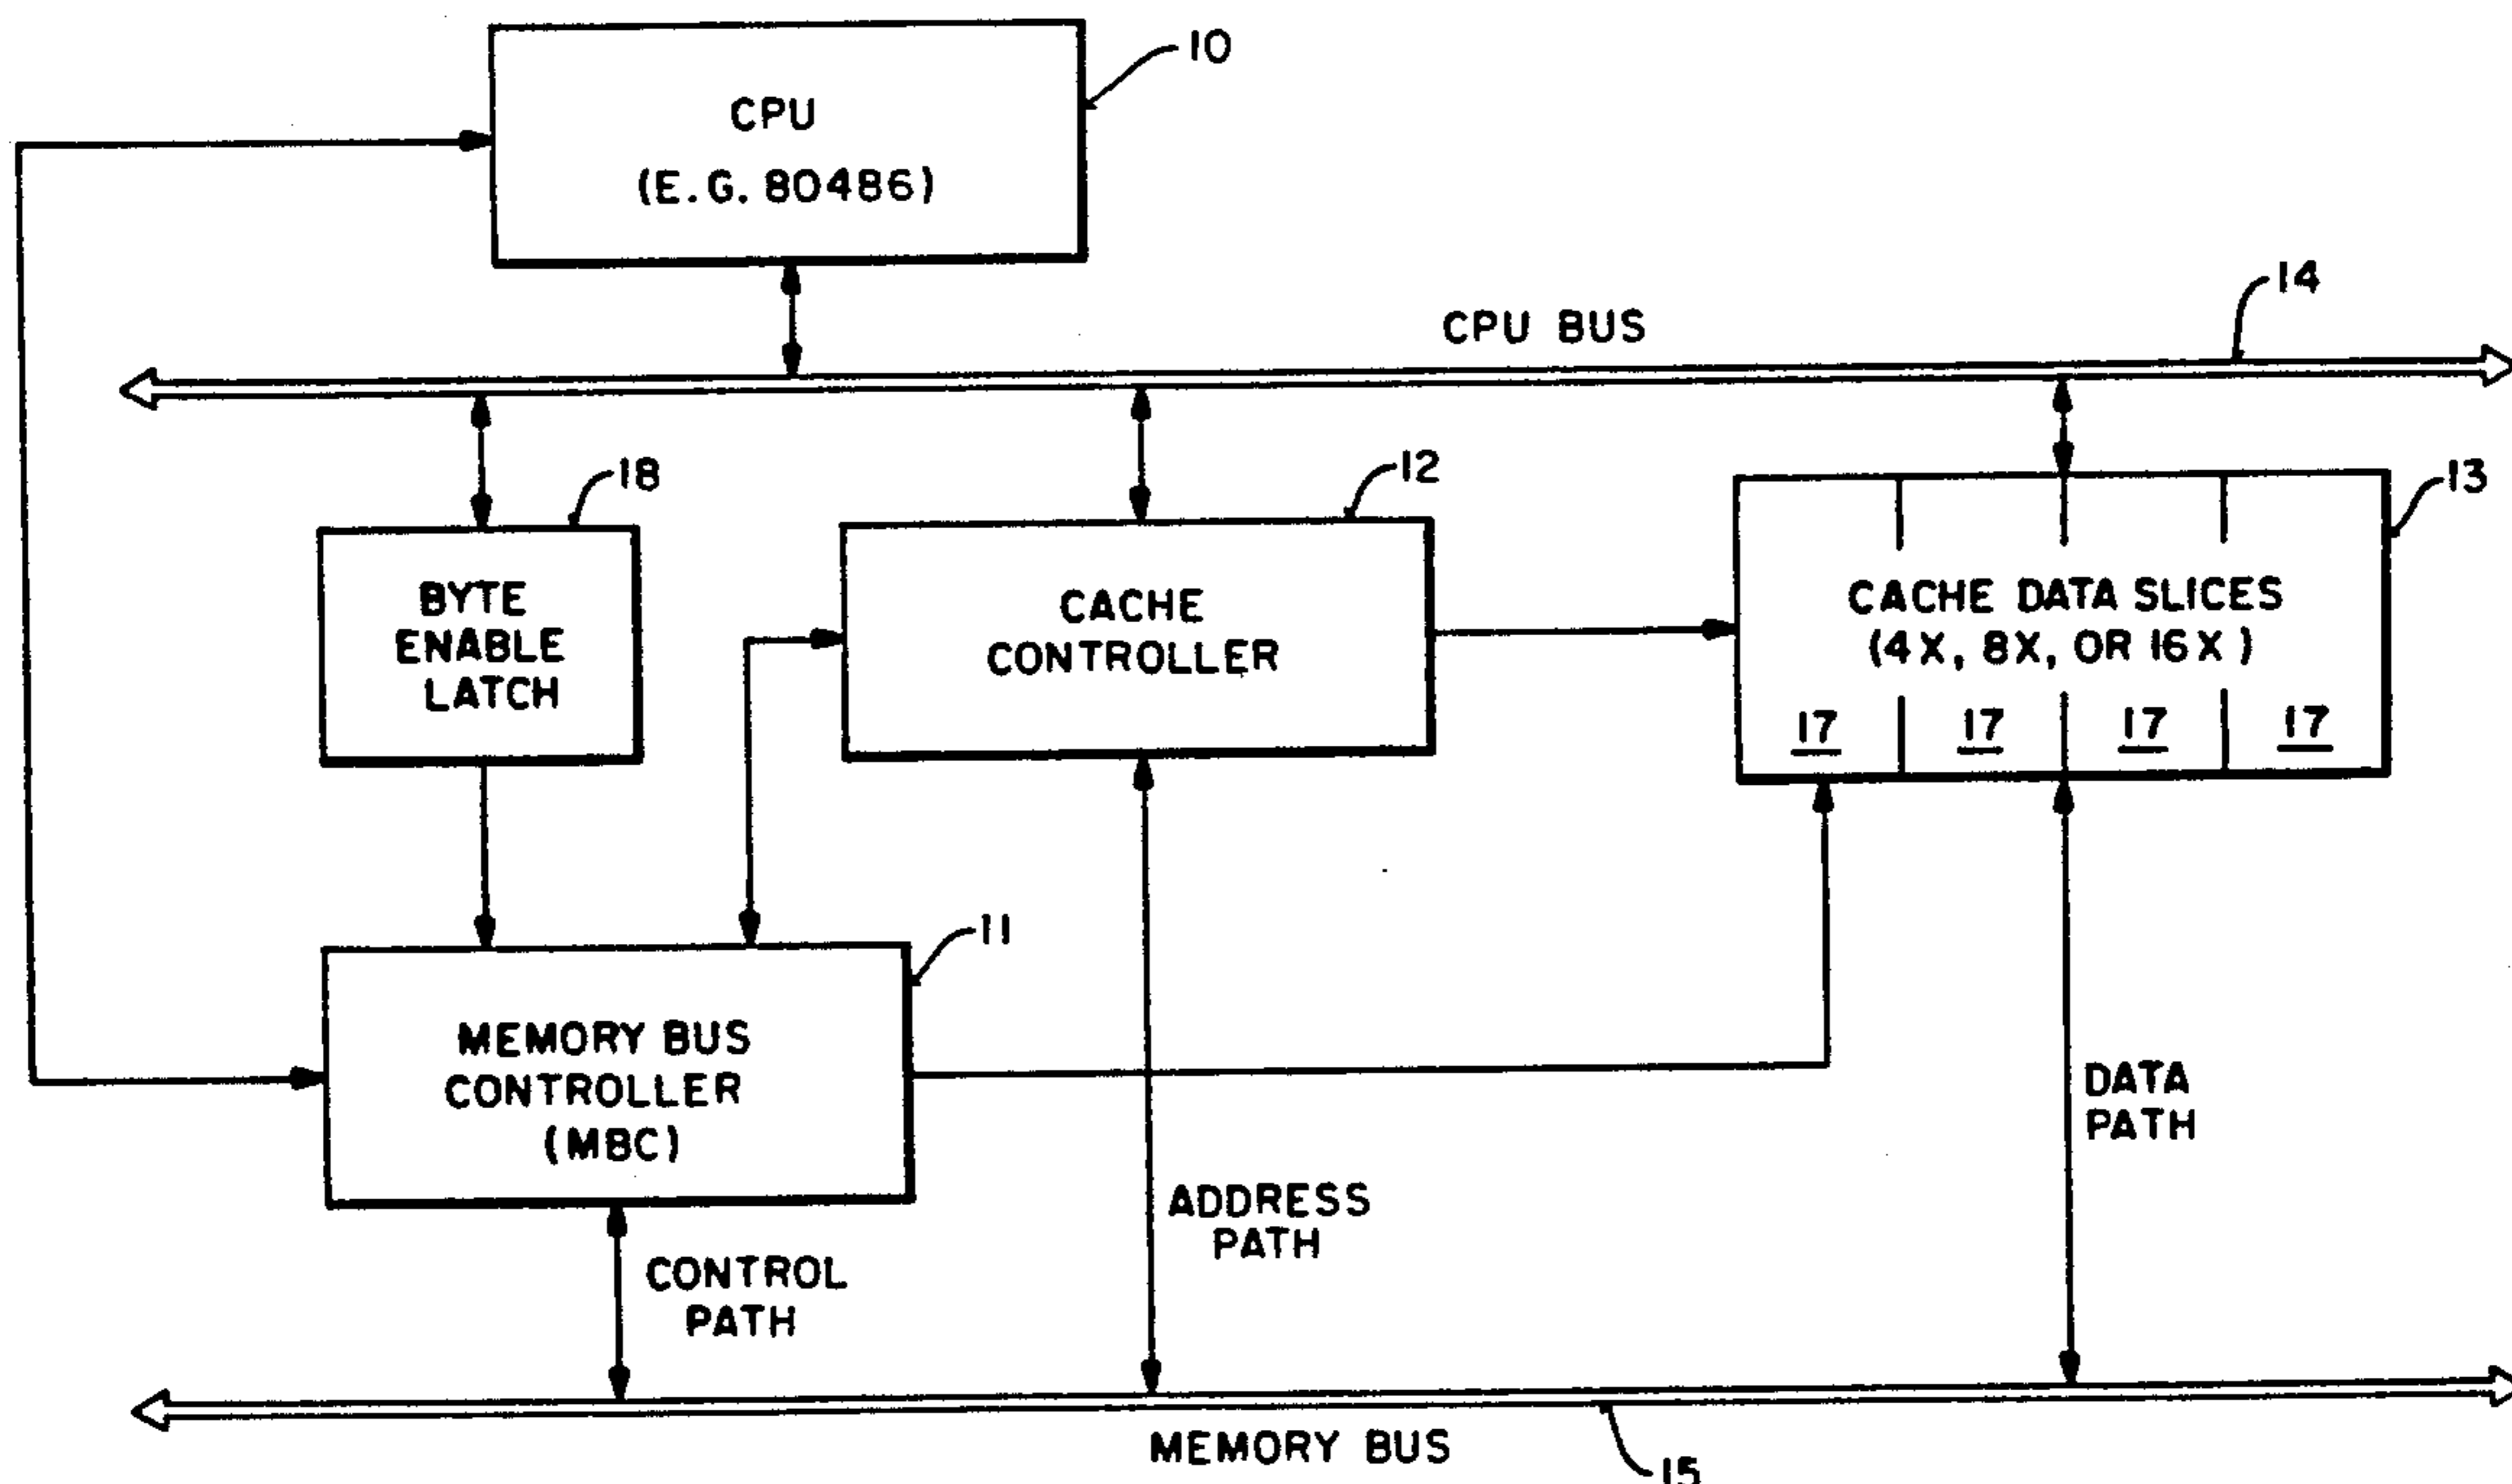 10
CPU
(E.G. 80486)
14
CPU BUS
18
12
13
BYTE
ENABLE
LATCH
CACHE
CONTROLLER
CACHE DATA SLICES
(4X, 8X, OR 16X)
17 17 17 17
11
MEMORY BUS
CONTROLLER
(MBC)
DATA
PATH
ADDRESS
PATH
CONTROL
PATH
MEMORY BUS
15